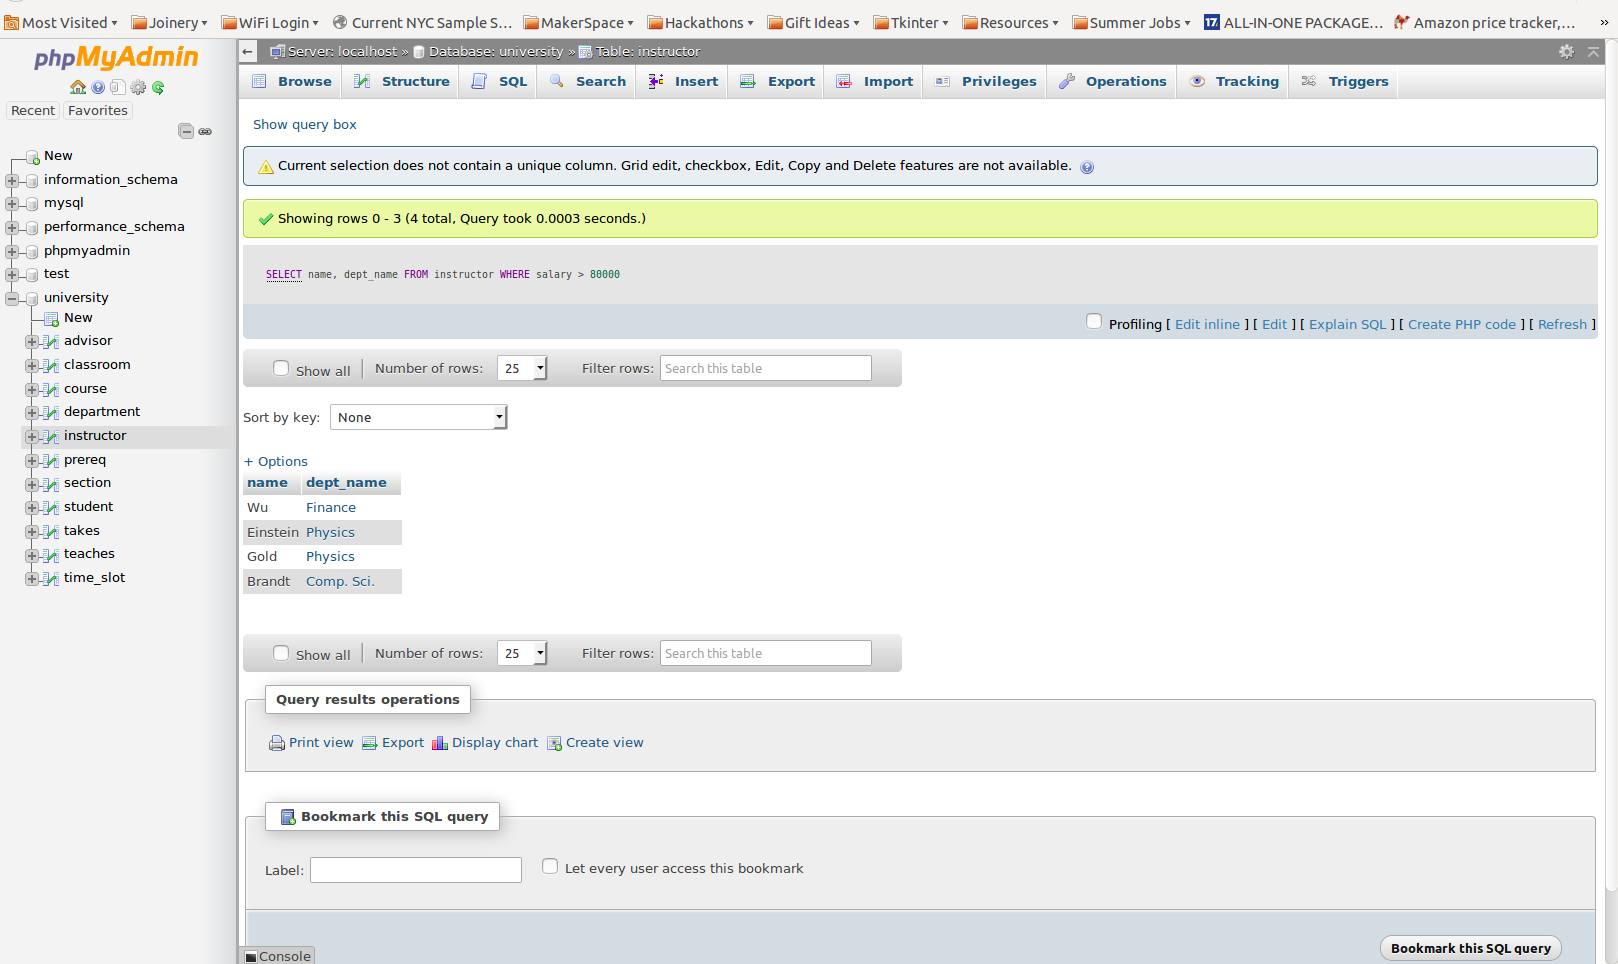 Most Visited Joinery WiFi Login Current NYC Sample S... MakerSpace Hackathons Gift Ideas Tkinter Resources Summer Jobs 17 ALL-IN-ONE PACKAGE... Amazon price tracker,... »
phpMyAdmin
Recent Favorites
New
information_schema
mysql
performance_schema
phpmyadmin
test
university
New
advisor
classroom
course
department
instructor
prereq
section
student
takes
teaches
time_slot
Server: localhost » Database: university » Table: instructor
Browse Structure SQL Search Insert Export Import Privileges Operations Tracking Triggers
Show query box
Current selection does not contain a unique column. Grid edit, checkbox, Edit, Copy and Delete features are not available.
Showing rows 0 - 3 (4 total, Query took 0.0003 seconds.)
SELECT name, dept_name FROM instructor WHERE salary > 80000
Profiling [ Edit inline ] [ Edit ] [ Explain SQL ] [ Create PHP code ] [ Refresh ]
Show all Number of rows: 25 Filter rows: Search this table
Sort by key: None
+ Options
name dept_name
Wu Finance
Einstein Physics
Gold Physics
Brandt Comp. Sci.
Show all Number of rows: 25 Filter rows: Search this table
Query results operations
Print view Export Display chart Create view
Bookmark this SQL query
Label: Let every user access this bookmark
Bookmark this SQL query
Console